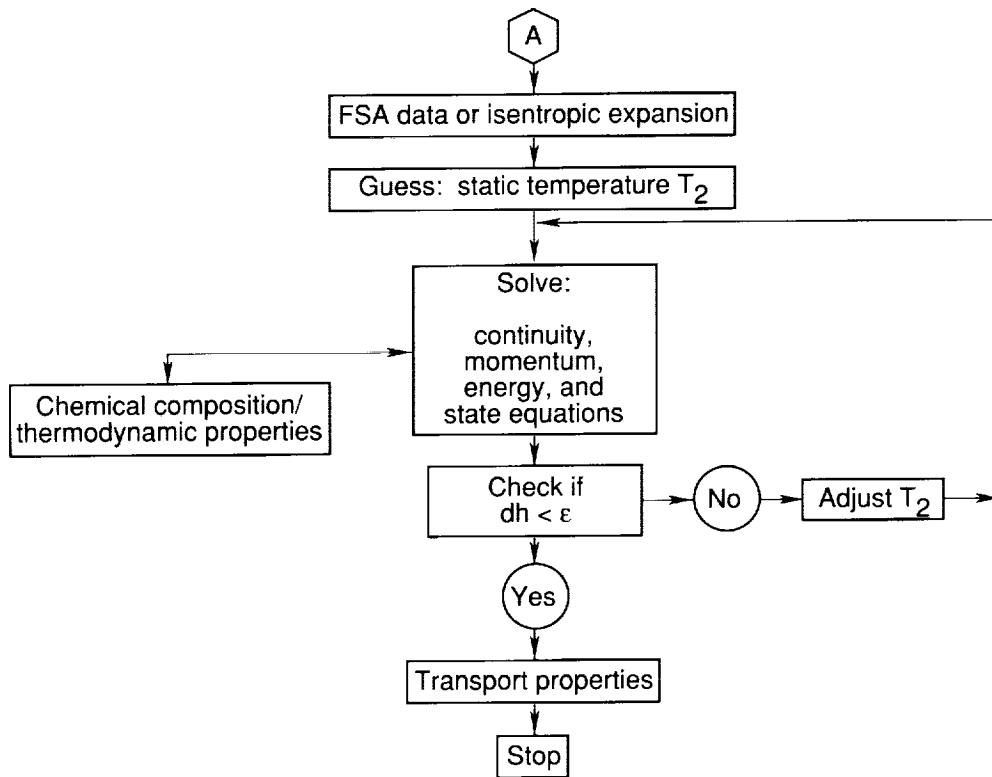 A
FSA data or isentropic expansion
Guess: static temperature T2
Solve:
continuity,
momentum,
energy, and
state equations
Chemical composition/
thermodynamic properties
Check if
dh < ε
No
Adjust T2
Yes
Transport properties
Stop